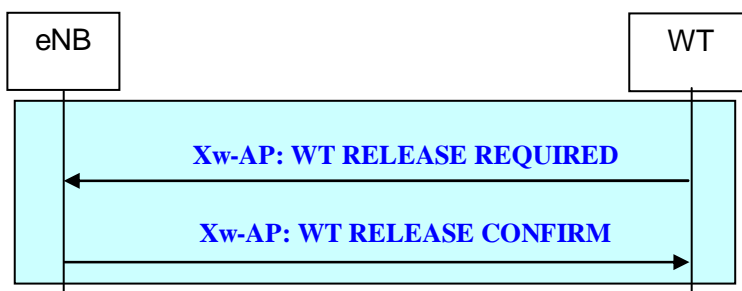 eNB
WT
Xw-AP: WT RELEASE REQUIRED
Xw-AP: WT RELEASE CONFIRM